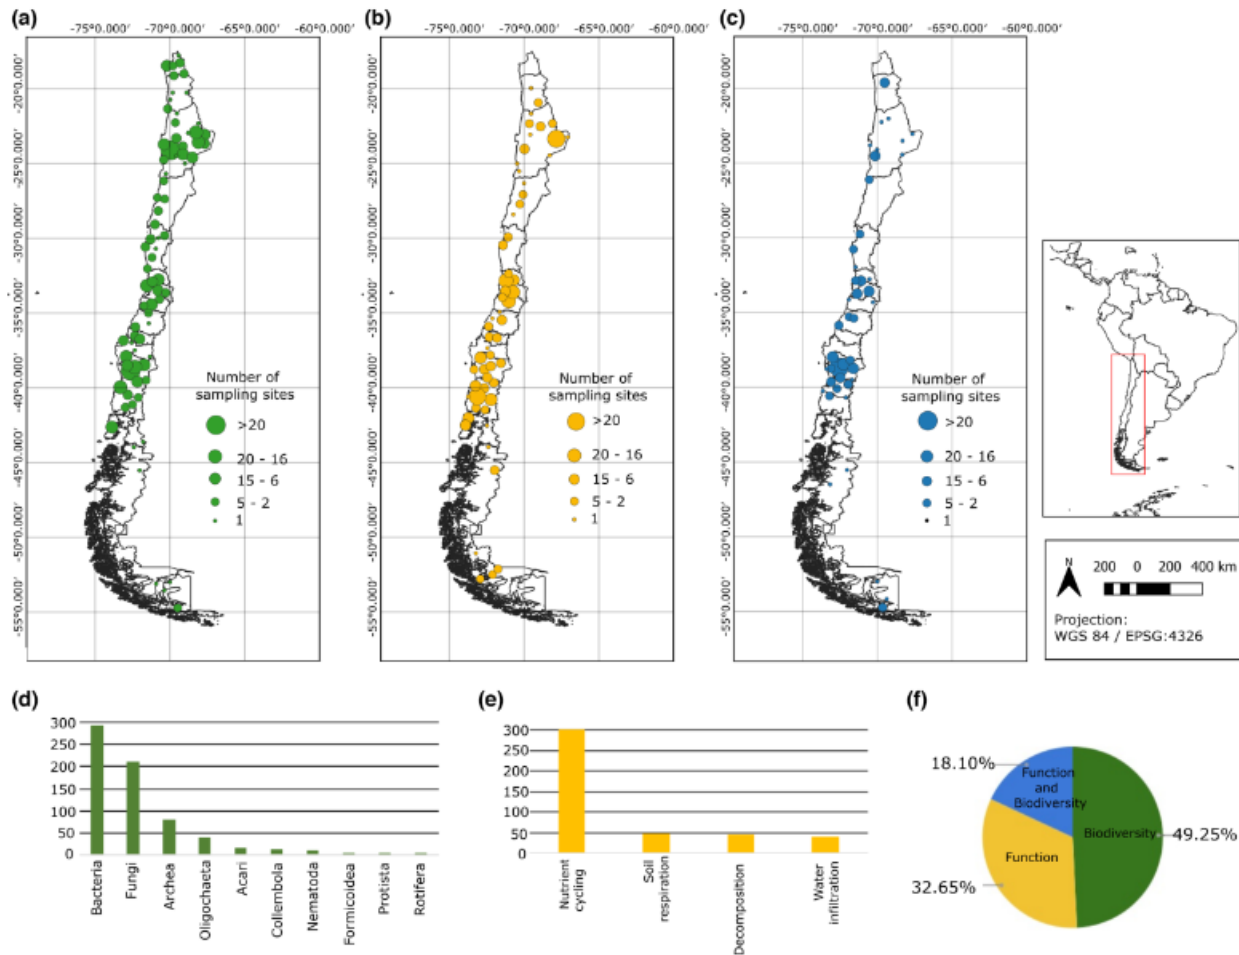 (a)
(b)
(c)
-75°0.000′ -70°0.000′ -65°0.000′ -60°0.000′
-75°0.000′ -70°0.000′ -65°0.000′ -60°0.000′
-75°0.000′ -70°0.000′ -65°0.000′ -60°0.000′
-20°0.000′
-25°0.000′
-30°0.000′
-35°0.000′
-40°0.000′
-45°0.000′
-50°0.000′
-55°0.000′
Number of
sampling sites
>20
20 - 16
15 - 6
5 - 2
1
-20°0.000′
-25°0.000′
-30°0.000′
-35°0.000′
-40°0.000′
-45°0.000′
-50°0.000′
-55°0.000′
Number of
sampling sites
>20
20 - 16
15 - 6
5 - 2
1
-20°0.000′
-25°0.000′
-30°0.000′
-35°0.000′
-40°0.000′
-45°0.000′
-50°0.000′
-55°0.000′
Number of
sampling sites
>20
20 - 16
15 - 6
5 - 2
1
N
200 0 200 400 km
Projection:
WGS 84 / EPSG:4326
(d)
300
250
200
150
100
50
0
Bacteria
Fungi
Archea
Oligochaeta
Acari
Collembola
Nematoda
Formicoidea
Protista
Rotifera
(e)
300
250
200
150
100
50
0
Nutrient
cycling
Soil
respiration
Decomposition
Water
infiltration
(f)
18.10%
Function
and
Biodiversity
Biodiversity
49.25%
Function
32.65%